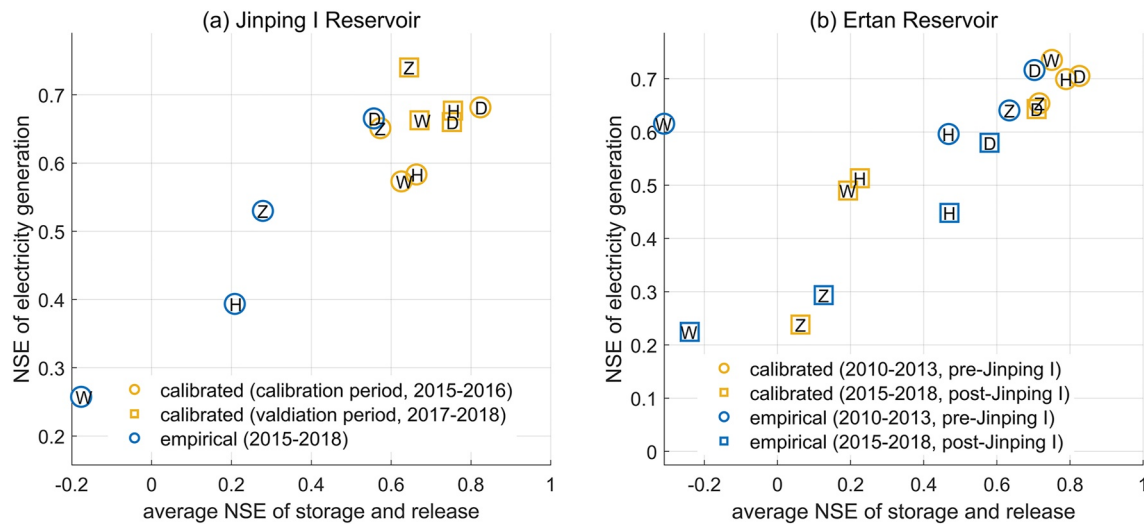 (a) Jinping I Reservoir
NSE of electricity generation
0.7
0.6
0.5
0.4
0.3
0.2
Z
H
D
W
D
D
Z
H
W
Z
H
W
calibrated (calibration period, 2015-2016)
calibrated (valdiation period, 2017-2018)
empirical (2015-2018)
-0.2 0 0.2 0.4 0.6 0.8 1
average NSE of storage and release
(b) Ertan Reservoir
NSE of electricity generation
0.7
0.6
0.5
0.4
0.3
0.2
0.1
0
W
D
H
D
Z
Z
D
W
H
D
H
W
H
Z
Z
W
calibrated (2010-2013, pre-Jinping I)
calibrated (2015-2018, post-Jinping I)
empirical (2010-2013, pre-Jinping I)
empirical (2015-2018, post-Jinping I)
-0.2 0 0.2 0.4 0.6 0.8 1
average NSE of storage and release